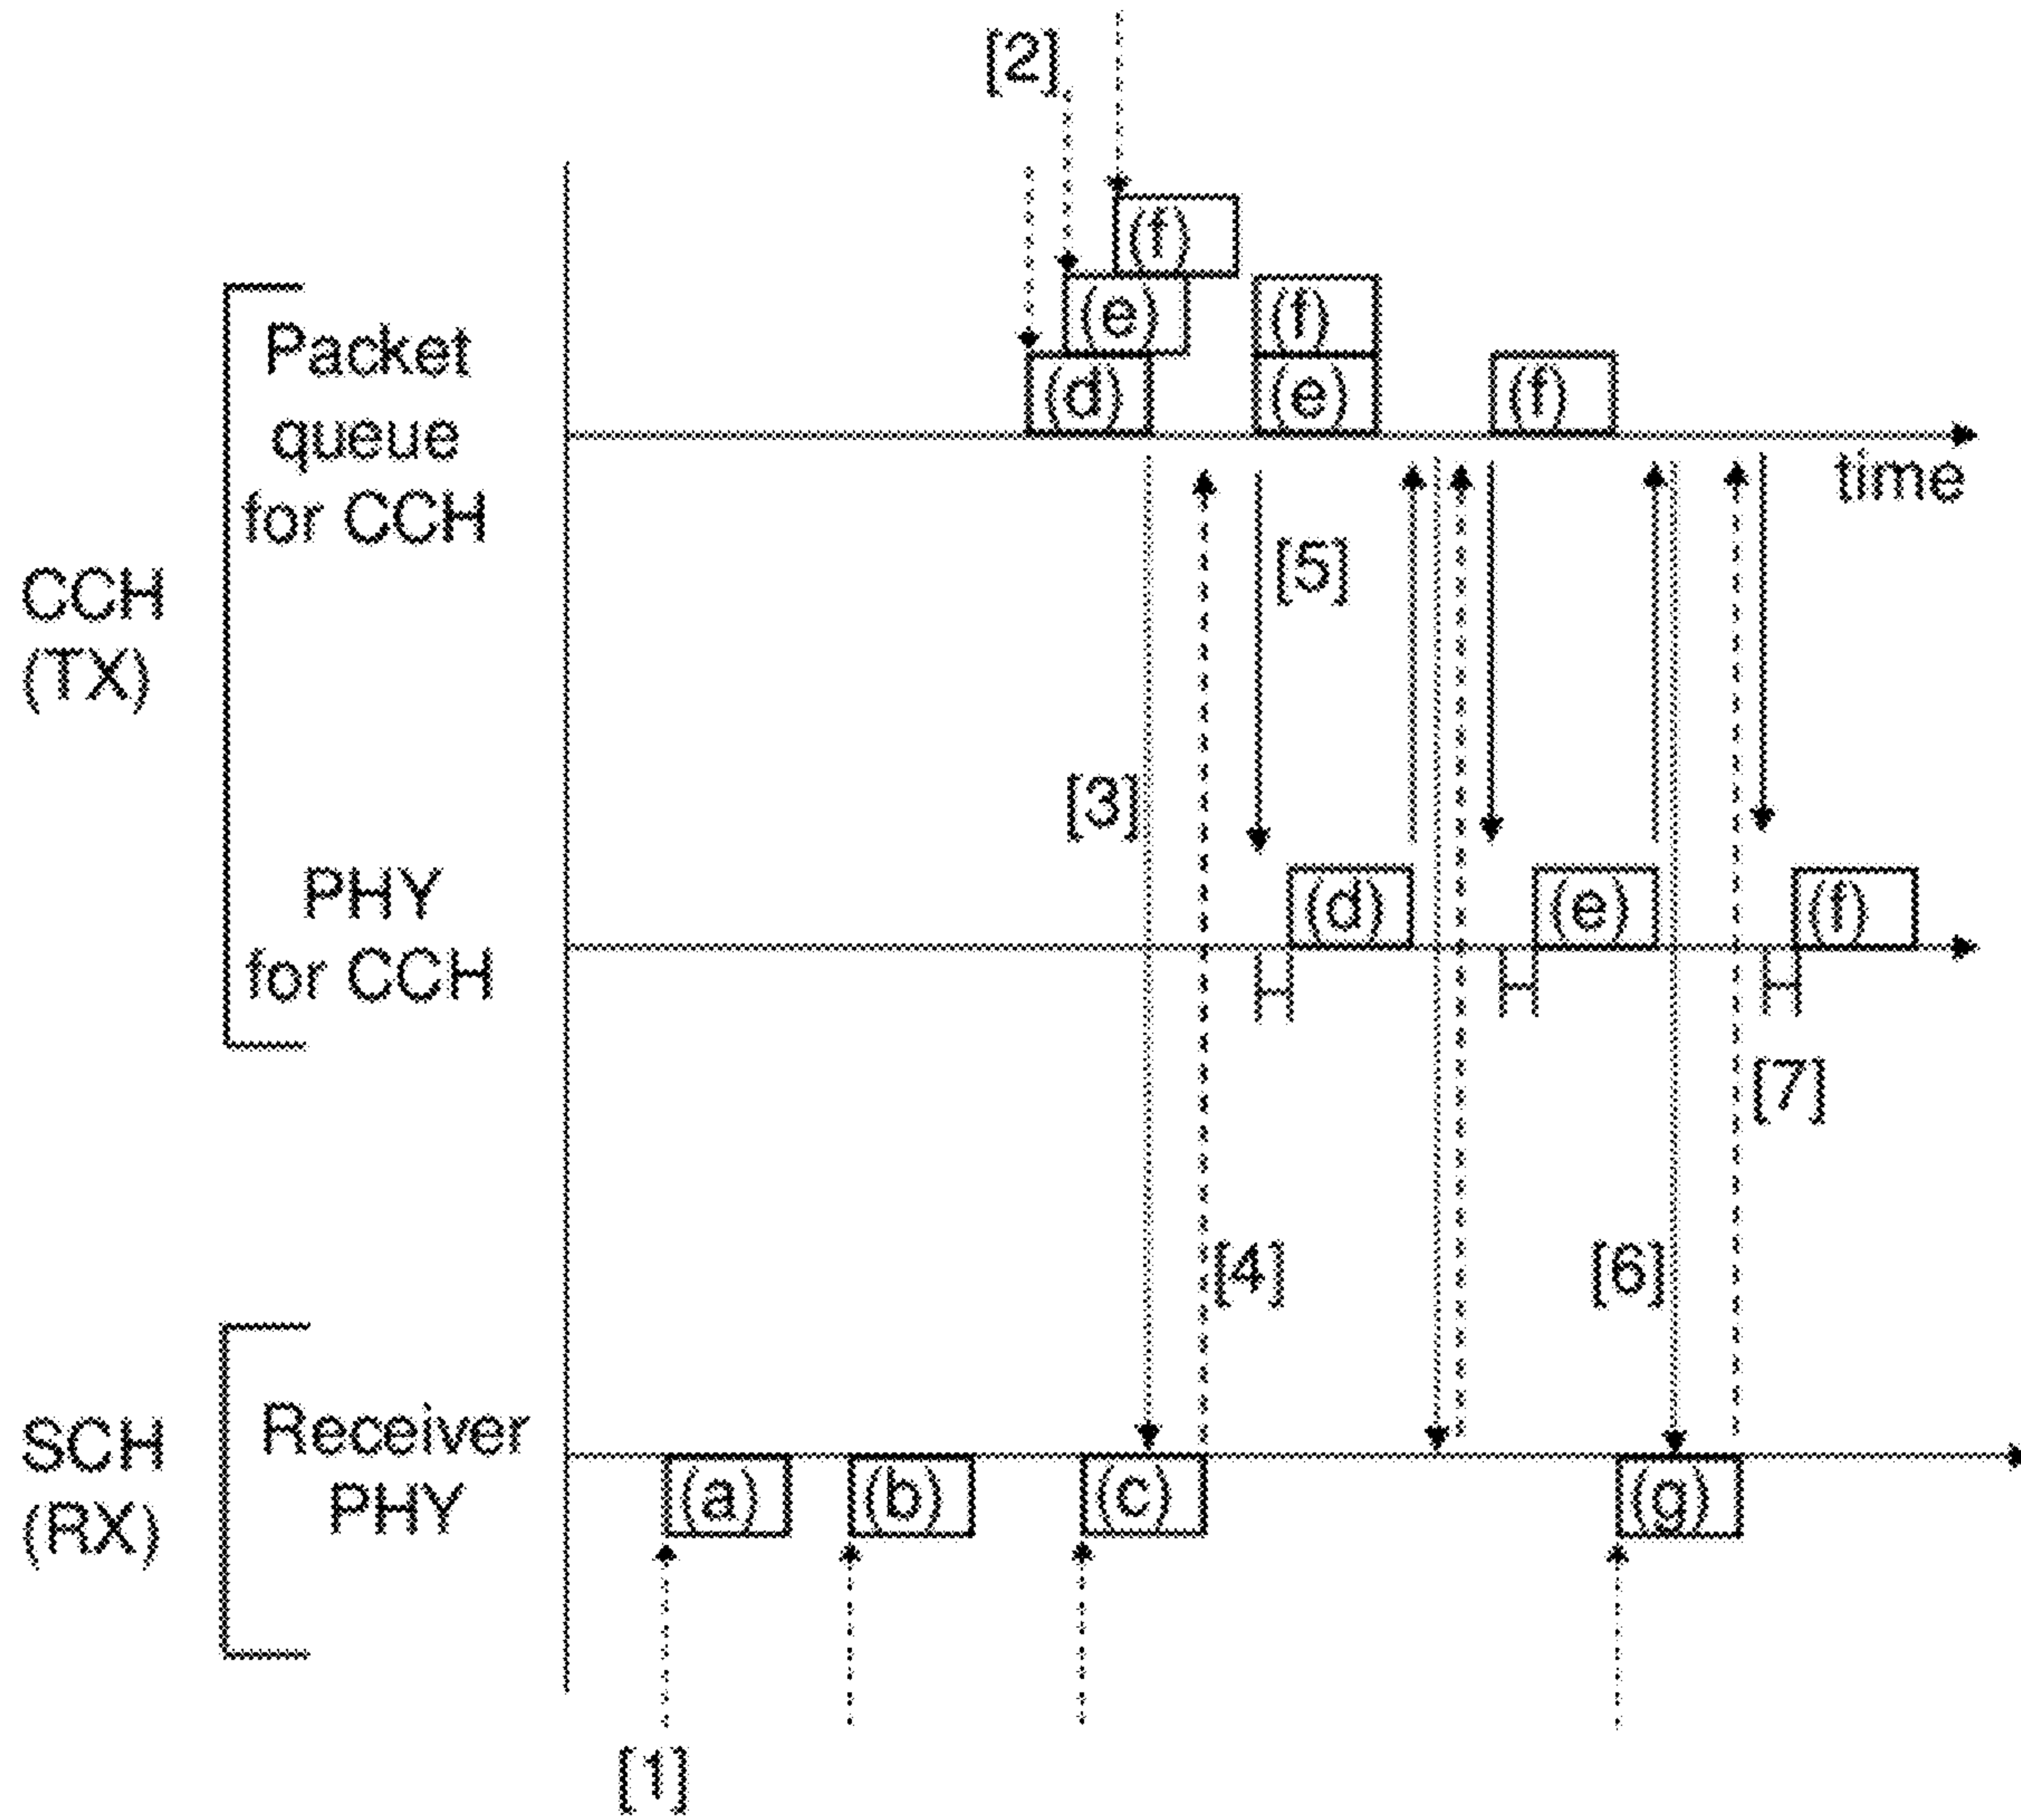 [2]
(f)
(e)
(f)
(d)
(e)
(f)
Packet
queue
for CCH
time
CCH
(TX)
[5]
[3]
PHY
for CCH
(d)
(e)
(f)
[7]
[4]
[6]
SCH
(RX)
Receiver
PHY
(a)
(b)
(c)
(g)
[1]